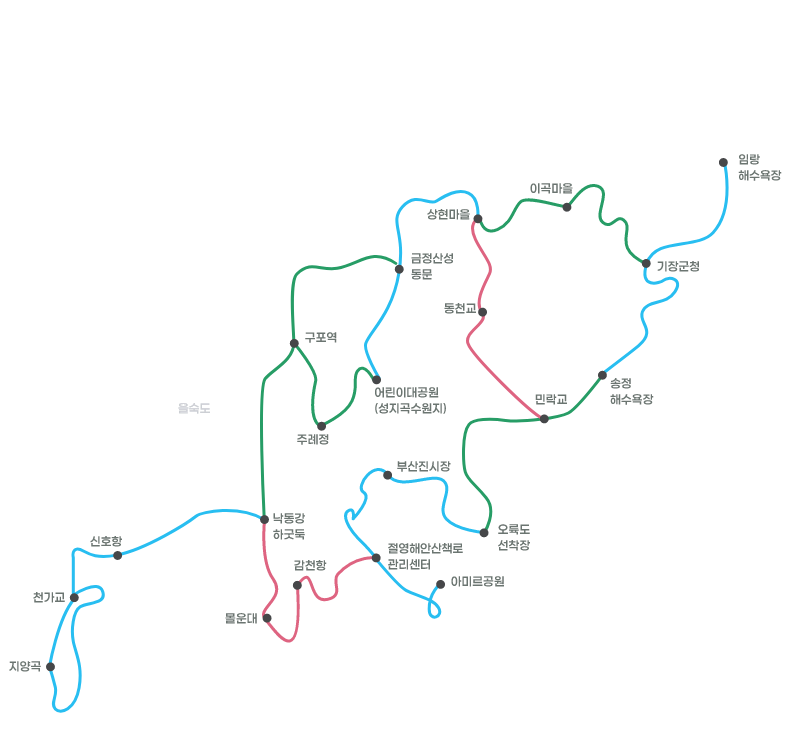 임랑
해수욕장
이곡마을
상현마을
금정산성
동문
기장군청
동천교
구포역
어린이대공원
(성지곡수원지)
송정
해수욕장
민락교
을숙도
주례정
부산진시장
낙동강
하굿둑
오륙도
선착장
신호항
절영해안산책로
관리센터
감천항
아미르공원
천가교
몰운대
지양곡